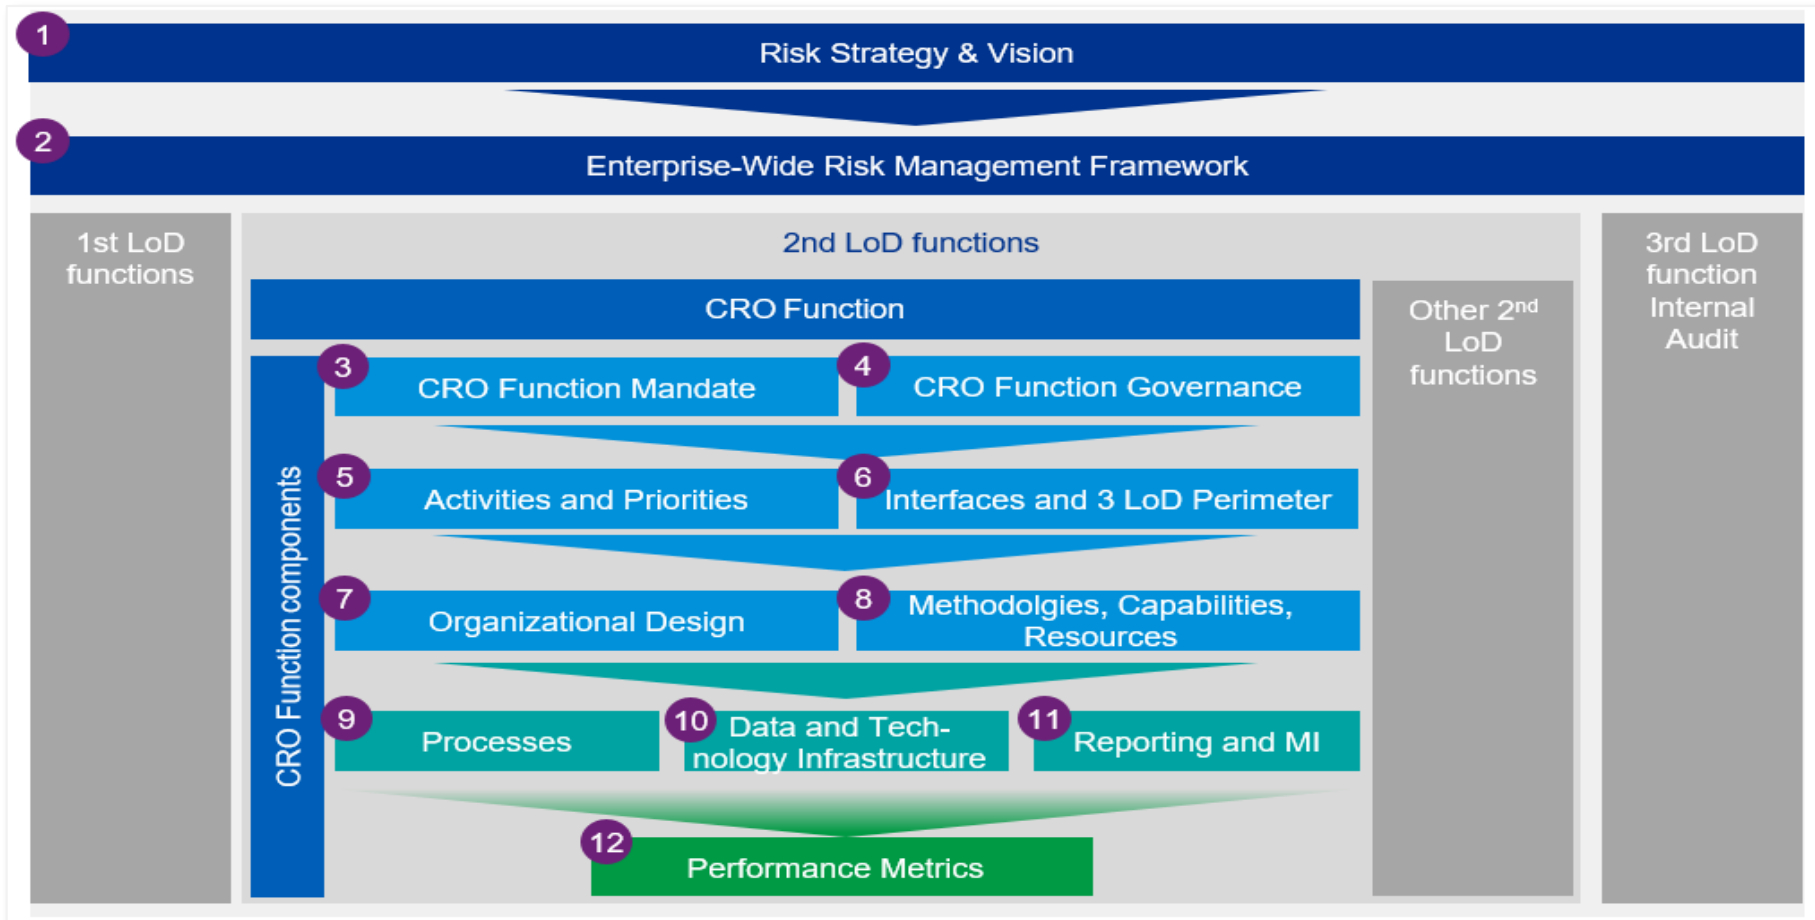 1
Risk Strategy & Vision
2
Enterprise-Wide Risk Management Framework
1st LoD
functions
2nd LoD functions
3rd LoD
function
Internal
Audit
CRO Function
Other 2nd
LoD
functions
CRO Function components
3
CRO Function Mandate
4
CRO Function Governance
5
Activities and Priorities
6
Interfaces and 3 LoD Perimeter
7
Organizational Design
8
Methodolgies, Capabilities,
Resources
9
Processes
10
Data and Tech-
nology Infrastructure
11
Reporting and MI
12
Performance Metrics